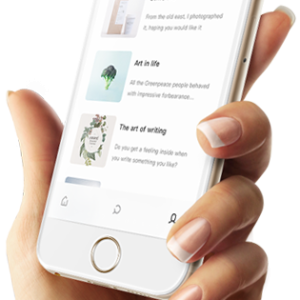 From the old east, I photographed
it, hoping you would like it
Art in life
All the Greenpeace people behaved
with impressive forbearance...
The art of writing
Do you get a feeling inside when
you write something you like?